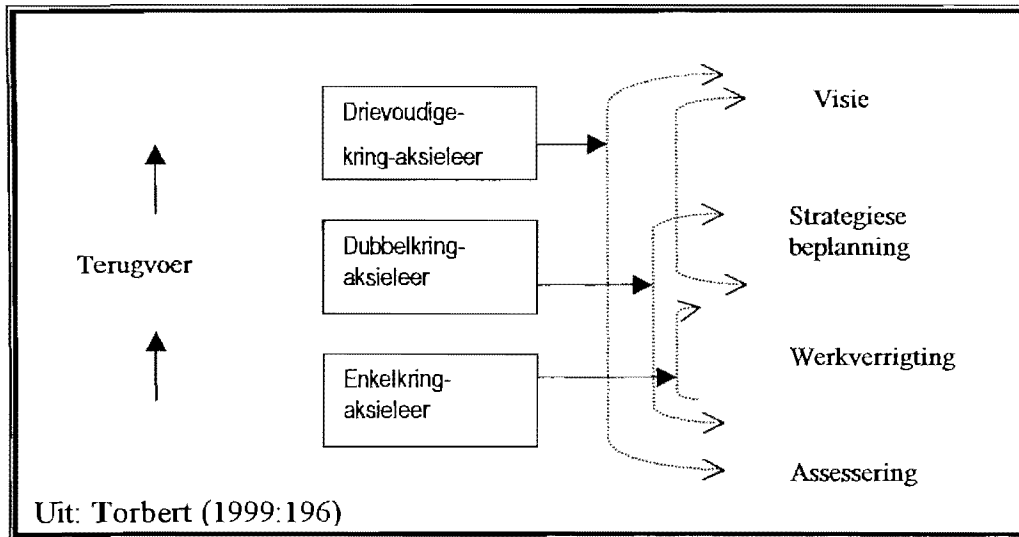 Drievoudige-
kring-aksieleer
Visie
Dubbelkring-
aksieleer
Strategiese
beplanning
Terugvoer
Enkelkring-
aksieleer
Werkverrigting
Assessering
Uit: Torbert (1999:196)